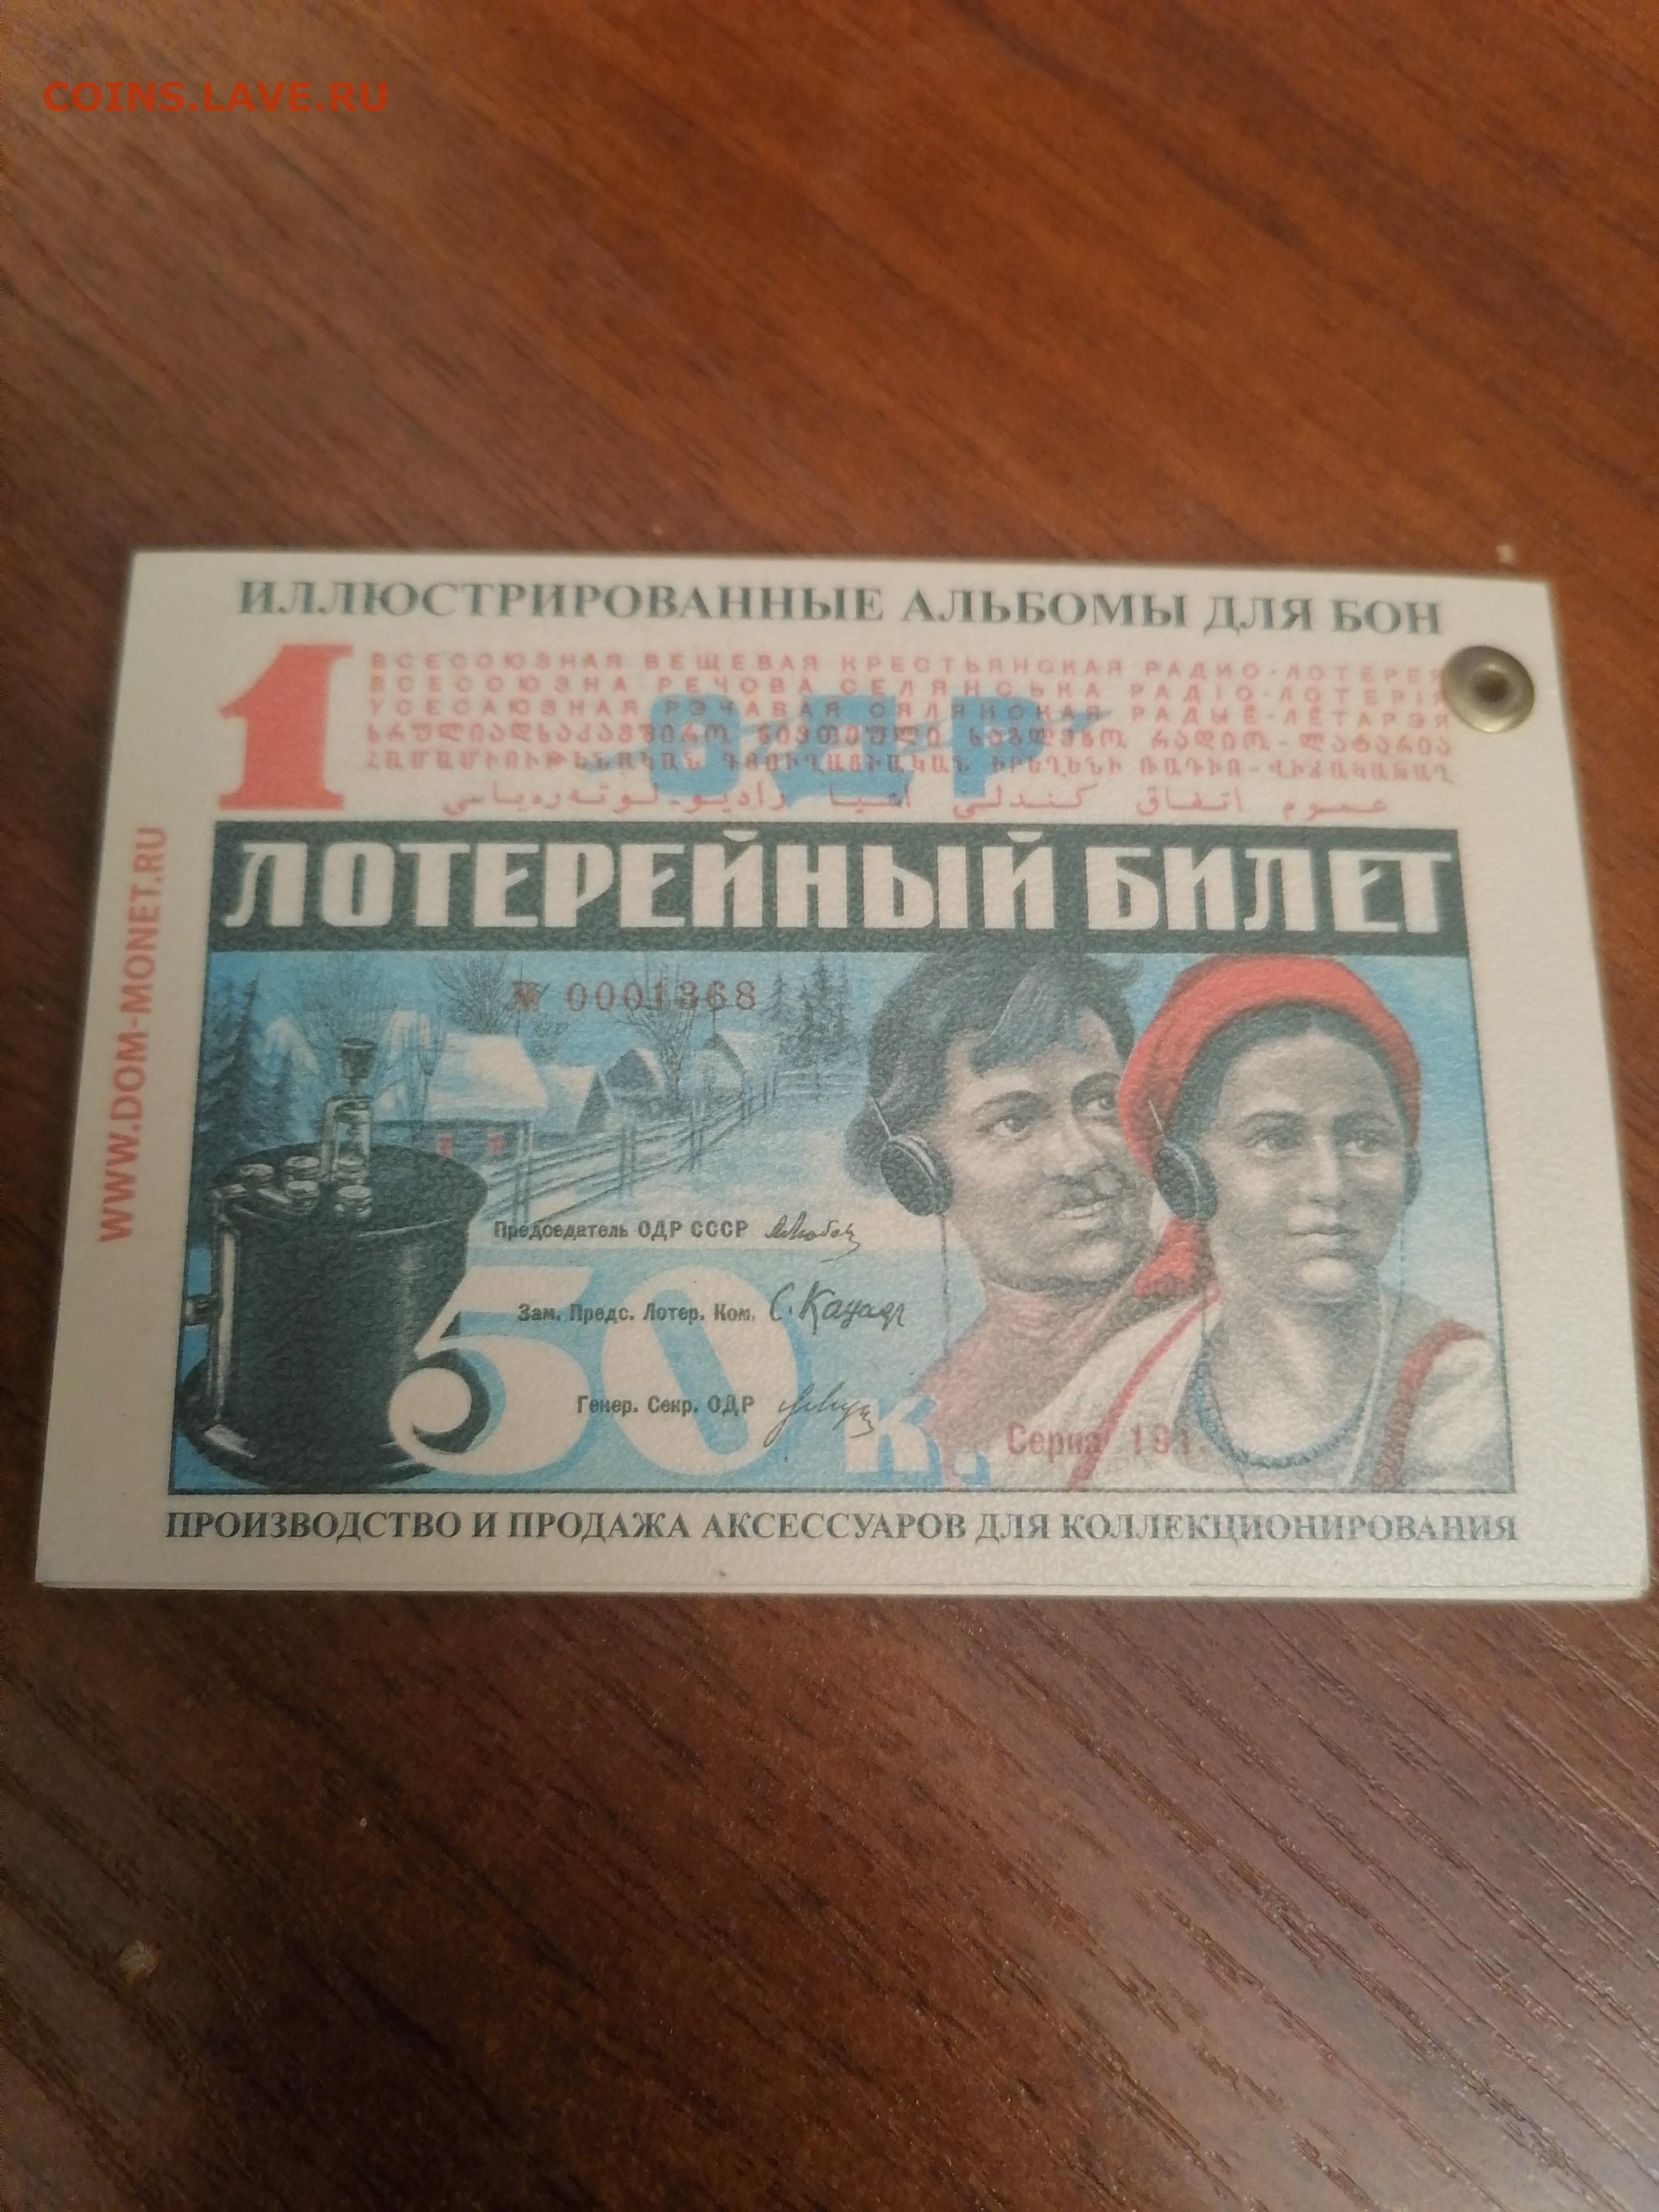 COINS.LAVE.RU
ИЛЛЮСТРИРОВАННЫЕ АЛЬБОМЫ ДЛЯ БОН
1
ВСЕСОЮЗНАЯ ВЕЩЕВАЯ КРЕСТЬЯНСКАЯ РАДИО-ЛОТЕРЕЯ
ВСЕСОЮЗНА РЕЧОВА СЕЛЯНСЬКА РАДІО-ЛОТЕРІЯ
УСЕСАЮЗНАЯ РЭЧАВАЯ СЯЛЯНСКАЯ РАДЫЁ-ЛЁТАРЭЯ
ОДР
ЛОТЕРЕЙНЫЙ БИЛЕТ
№ 0001368
WWW.DOM-MONET.RU
Председатель ОДР СССР
Зам. Предс. Лотер. Ком.
Генер. Секр. ОДР
50 к.
Серия 191
ПРОИЗВОДСТВО И ПРОДАЖА АКСЕССУАРОВ ДЛЯ КОЛЛЕКЦИОНИРОВАНИЯ